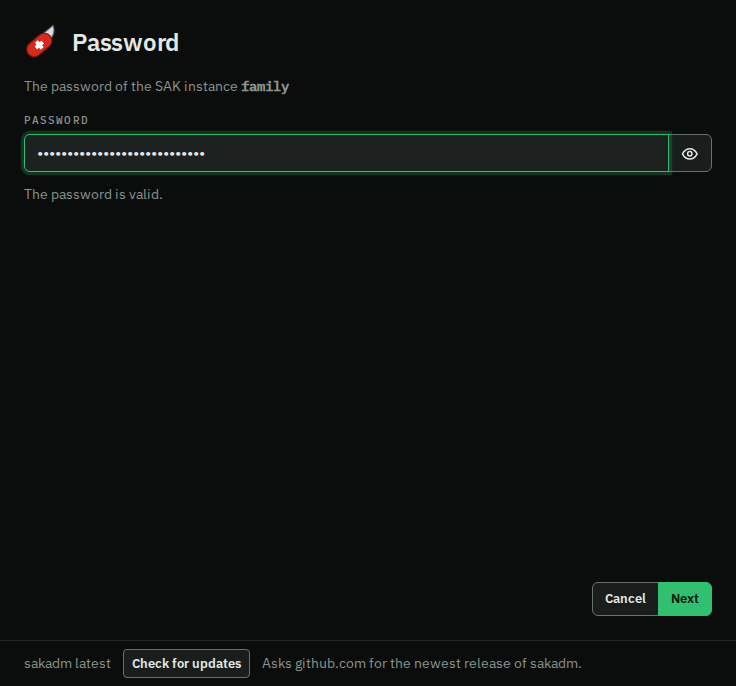 Password
The password of the SAK instance family
PASSWORD
••••••••••••••••••••••••••••
The password is valid.
Cancel Next
sakadm latest Check for updates Asks github.com for the newest release of sakadm.